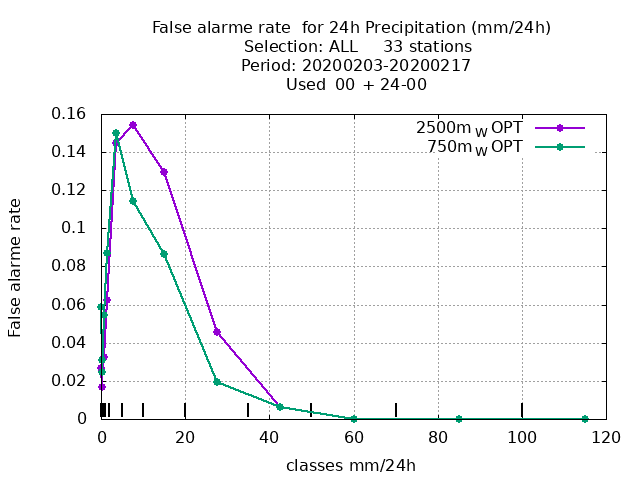 False alarme rate  for 24h Precipitation (mm/24h)
Selection: ALL     33 stations
Period: 20200203-20200217
Used  00 + 24-00
2500m W OPT
750m W OPT
0.16
0.14
0.12
0.1
0.08
0.06
0.04
0.02
0
False alarme rate
0 20 40 60 80 100 120
classes mm/24h